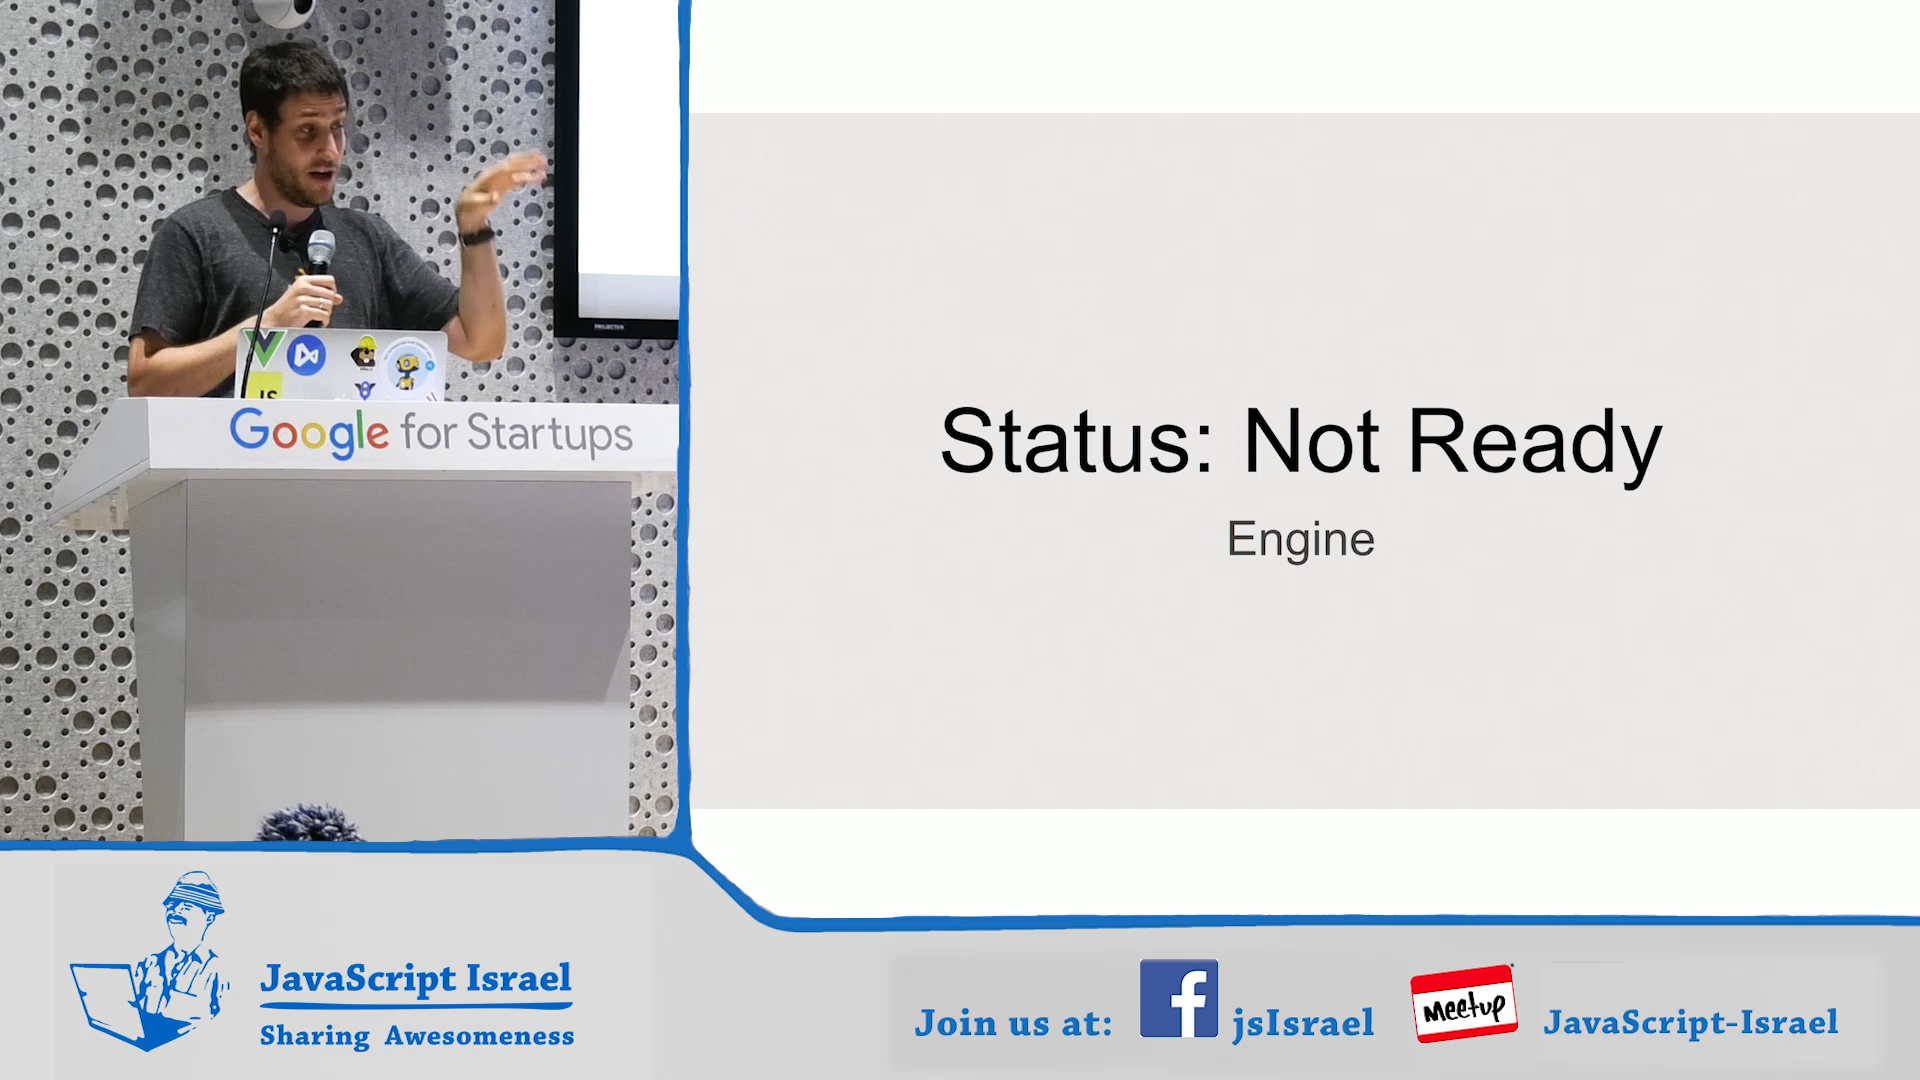 PROJECTA
JS
Google for Startups
Status: Not Ready
Engine
JavaScript Israel
Sharing Awesomeness
Join us at:
f jsIsrael
Meetup JavaScript-Israel